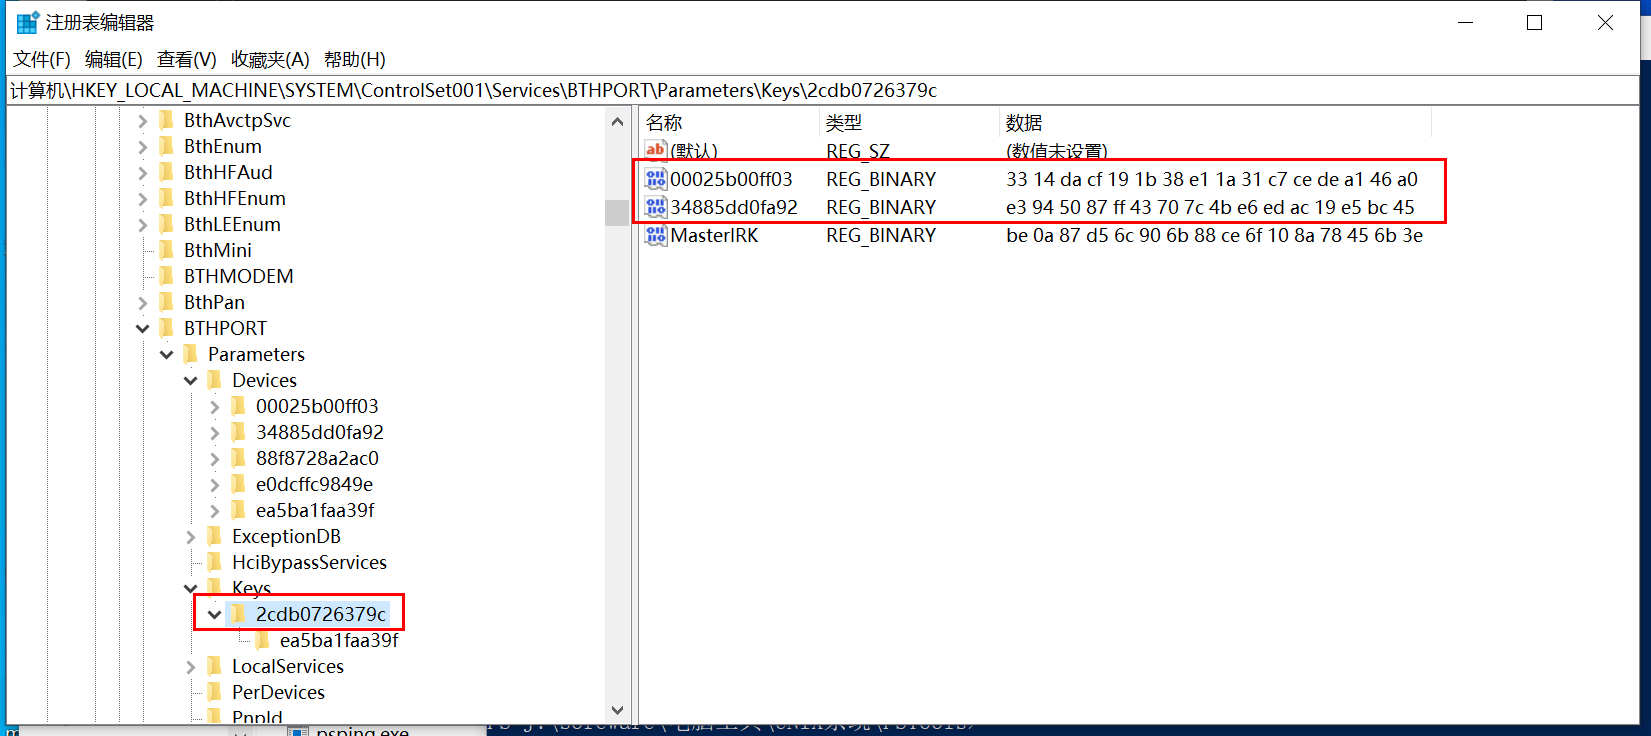 注册表编辑器
文件(F) 编辑(E) 查看(V) 收藏夹(A) 帮助(H)
计算机\HKEY_LOCAL_MACHINE\SYSTEM\ControlSet001\Services\BTHPORT\Parameters\Keys\2cdb0726379c
BthAvctpSvc
BthEnum
BthHFAud
BthHFEnum
BthLEEnum
BthMini
BTHMODEM
BthPan
BTHPORT
Parameters
Devices
00025b00ff03
34885dd0fa92
88f8728a2ac0
e0dcffc9849e
ea5ba1faa39f
ExceptionDB
HciBypassServices
Keys
2cdb0726379c
ea5ba1faa39f
LocalServices
PerDevices
PnpId
名称 类型 数据
(默认) REG_SZ (数值未设置)
00025b00ff03 REG_BINARY 33 14 da cf 19 1b 38 e1 1a 31 c7 ce de a1 46 a0
34885dd0fa92 REG_BINARY e3 94 50 87 ff 43 70 7c 4b e6 ed ac 19 e5 bc 45
MasterIRK REG_BINARY be 0a 87 d5 6c 90 6b 88 ce 6f 10 8a 78 45 6b 3e
psping.exe